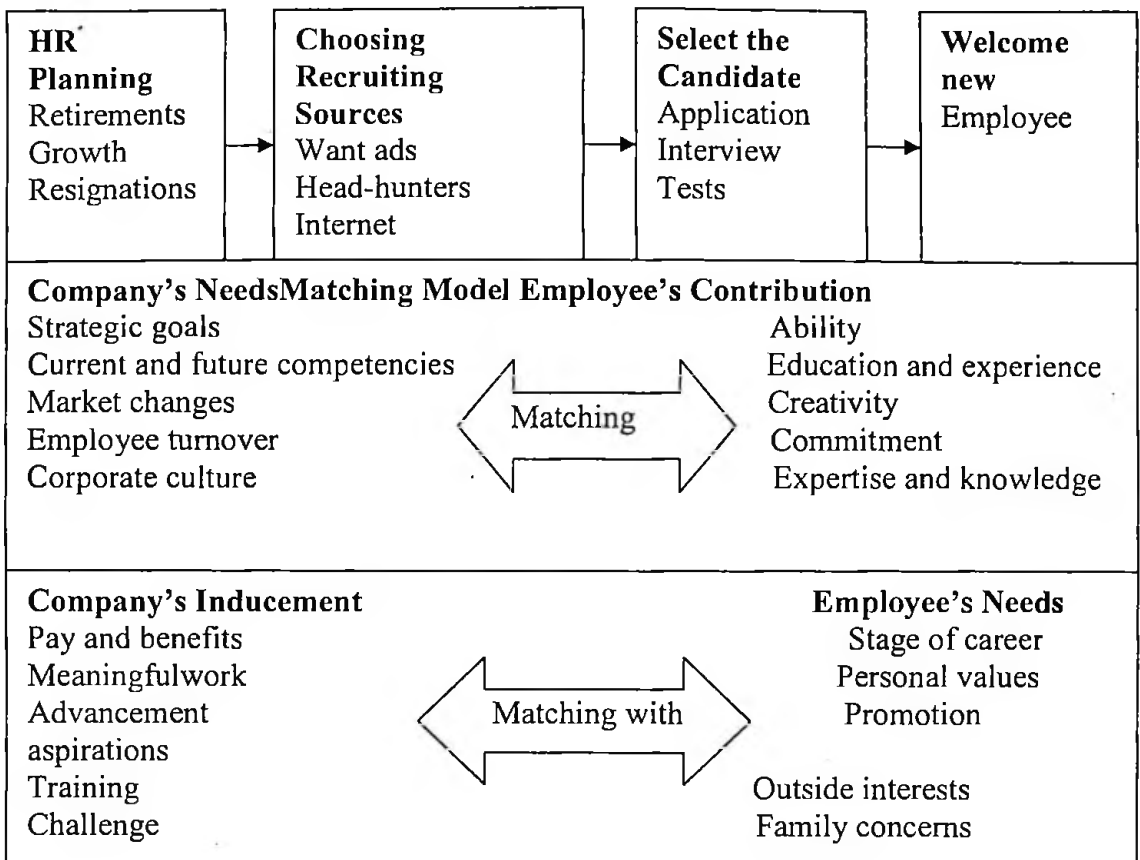 HR
Planning
Retirements
Growth
Resignations
Choosing
Recruiting
Sources
Want ads
Head-hunters
Internet
Select the
Candidate
Application
Interview
Tests
Welcome
new
Employee
Company's NeedsMatching Model Employee's Contribution
Strategic goals
Current and future competencies
Market changes
Employee turnover
Corporate culture
Matching
Ability
Education and experience
Creativity
Commitment
Expertise and knowledge
Company's Inducement
Pay and benefits
Meaningfulwork
Advancement
aspirations
Training
Challenge
Matching with
Employee's Needs
Stage of career
Personal values
Promotion
Outside interests
Family concerns